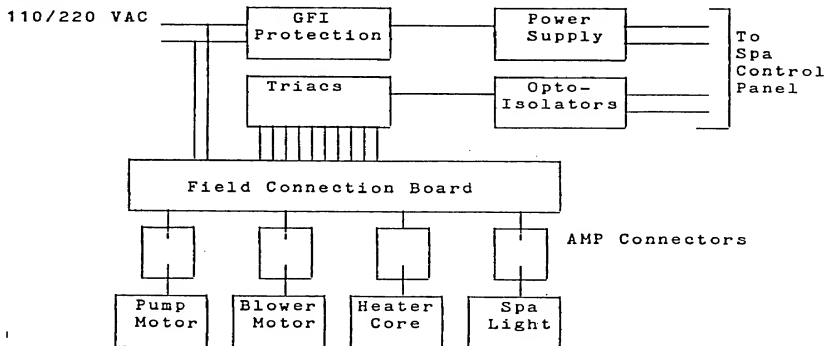 110/220 VAC
GFI
Protection
Power
Supply
To
Spa
Control
Panel
Triacs
Opto-
Isolators
Field Connection Board
AMP Connectors
Pump
Motor
Blower
Motor
Heater
Core
Spa
Light